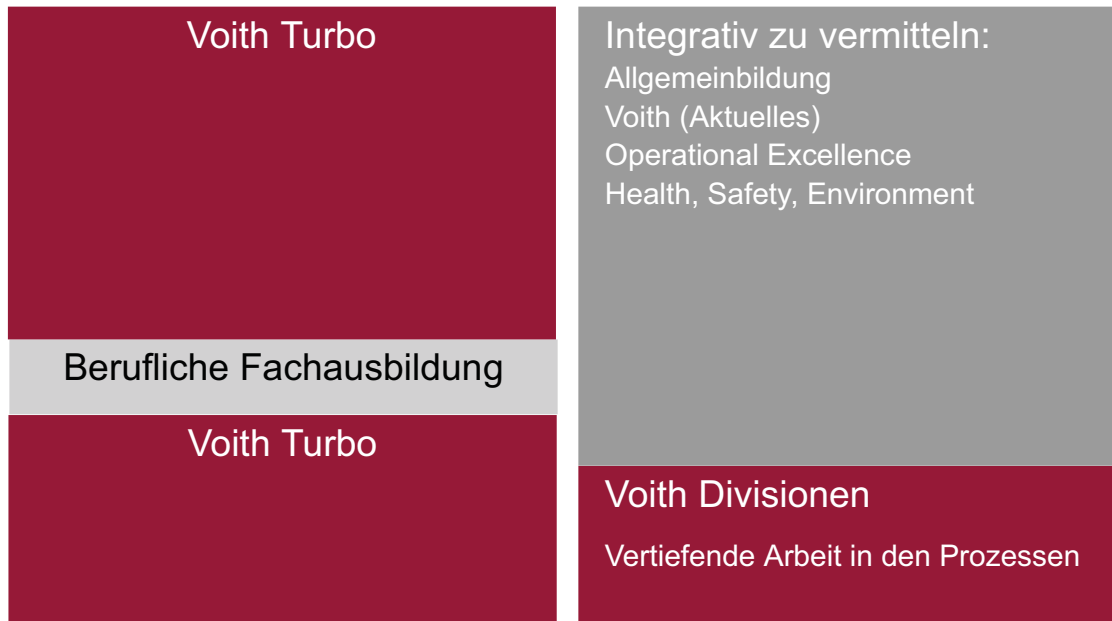 Voith Turbo
Berufliche Fachausbildung
Voith Turbo
Integrativ zu vermitteln:
Allgemeinbildung
Voith (Aktuelles)
Operational Excellence
Health, Safety, Environment
Voith Divisionen
Vertiefende Arbeit in den Prozessen